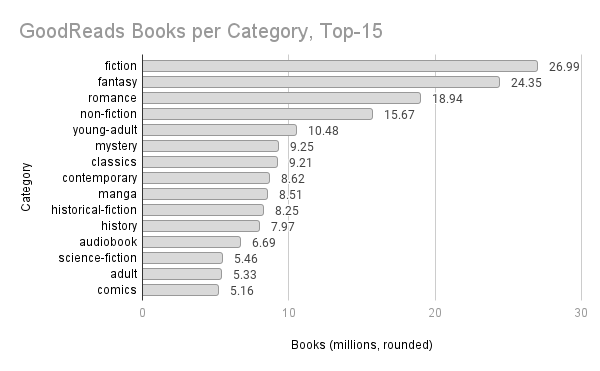 GoodReads Books per Category, Top-15
Category
fiction 26.99
fantasy 24.35
romance 18.94
non-fiction 15.67
young-adult 10.48
mystery 9.25
classics 9.21
contemporary 8.62
manga 8.51
historical-fiction 8.25
history 7.97
audiobook 6.69
science-fiction 5.46
adult 5.33
comics 5.16
0 10 20 30
Books (millions, rounded)